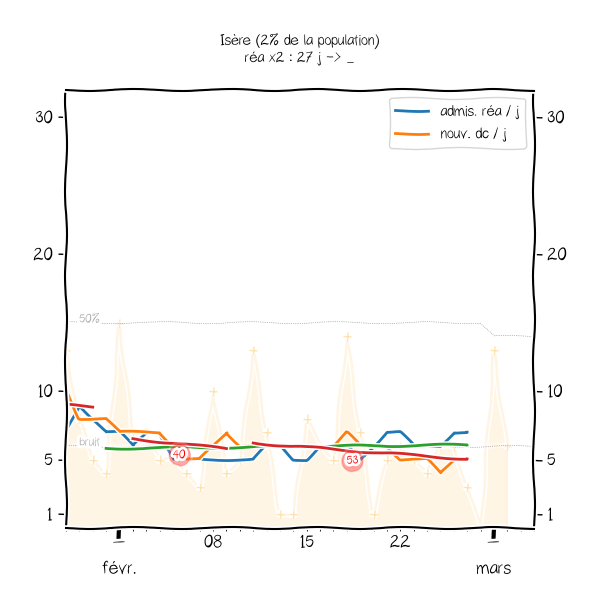 Isère (2% de la population)
réa x2 : 27 j -> _
admis. réa / j
nouv. dc / j
30
30
20
20
50%
10
10
bruit
40
53
5
5
1
1
08
15
22
févr.
mars